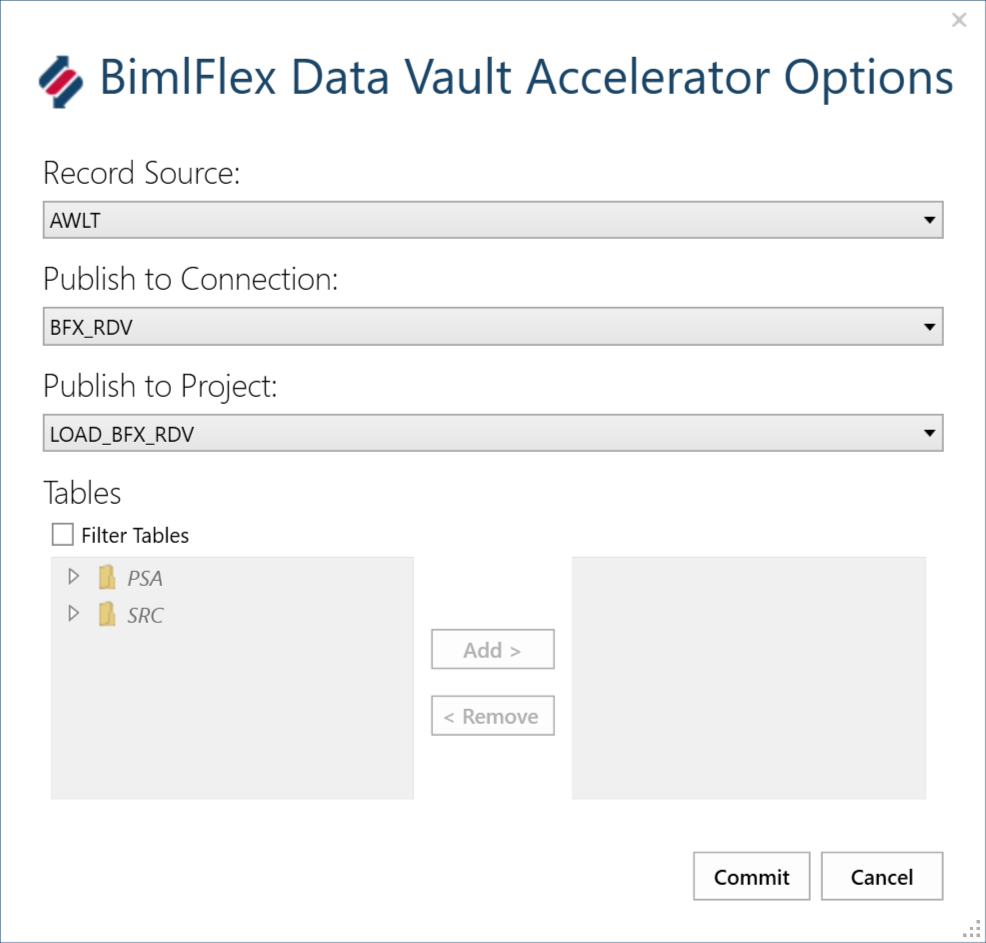 BimlFlex Data Vault Accelerator Options
Record Source:
AWLT
Publish to Connection:
BFX_RDV
Publish to Project:
LOAD_BFX_RDV
Tables
Filter Tables
PSA
SRC
Add >
< Remove
Commit Cancel